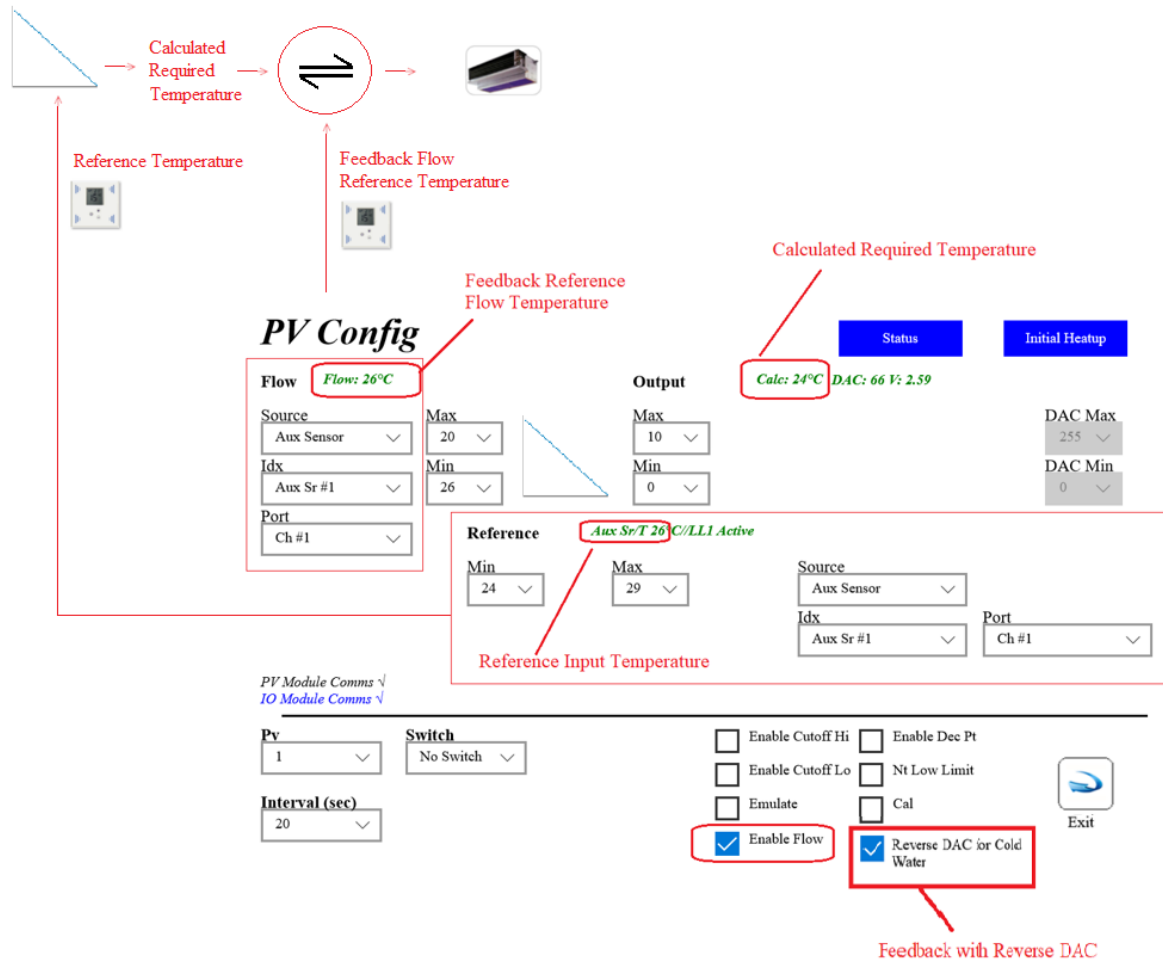 Calculated
Required
Temperature
Reference Temperature
Feedback Flow
Reference Temperature
Calculated Required Temperature
Feedback Reference
Flow Temperature
PV Config
Status
Initial Heatup
Flow
Flow: 26°C
Output
Calc: 24°C DAC: 66 V: 2.59
Source
Max
Max
DAC Max
Aux Sensor
20
10
255
Idx
Min
Min
DAC Min
Aux Sr #1
26
0
0
Port
Ch #1
Reference
Aux Sr/T 26°C//LL1 Active
Min
Max
Source
24
29
Aux Sensor
Idx
Port
Aux Sr #1
Ch #1
Reference Input Temperature
PV Module Comms √
IO Module Comms √
Pv
Switch
1
No Switch
Enable Cutoff Hi
Enable Dec Pt
Enable Cutoff Lo
Nt Low Limit
Interval (sec)
20
Emulate
Cal
Exit
Enable Flow
Reverse DAC for Cold
Water
Feedback with Reverse DAC